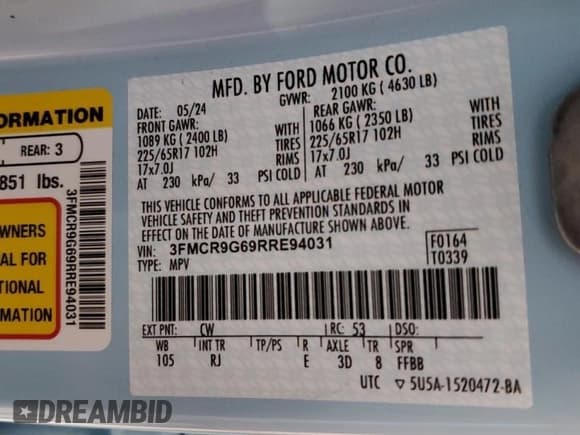 ORMATION
REAR: 3
851 lbs.
WNERS
AL FOR
TIONAL
MATION
3FMCR9G69RRE94031
MFD. BY FORD MOTOR CO.
DATE: 05/24 GVWR: 2100 KG ( 4630 LB)
FRONT GAWR: REAR GAWR:
1089 KG ( 2400 LB) WITH 1066 KG ( 2350 LB) WITH
225/65R17 102H TIRES 225/65R17 102H TIRES
17x7.0J RIMS 17x7.0J RIMS
AT 230 kPa/ 33 PSI COLD AT 230 kPa/ 33 PSI COLD
THIS VEHICLE CONFORMS TO ALL APPLICABLE FEDERAL MOTOR
VEHICLE SAFETY AND THEFT PREVENTION STANDARDS IN
EFFECT ON THE DATE OF MANUFACTURE SHOWN ABOVE.
VIN: 3FMCR9G69RRE94031 F0164
TYPE: MPV T0339
EXT PNT: CW RC: 53 DSO:
WB INT TR TP/PS R AXLE TR SPR
105 RJ E 3D 8 FFBB
UTC ▽5U5A-1520472-BA
DREAMBID